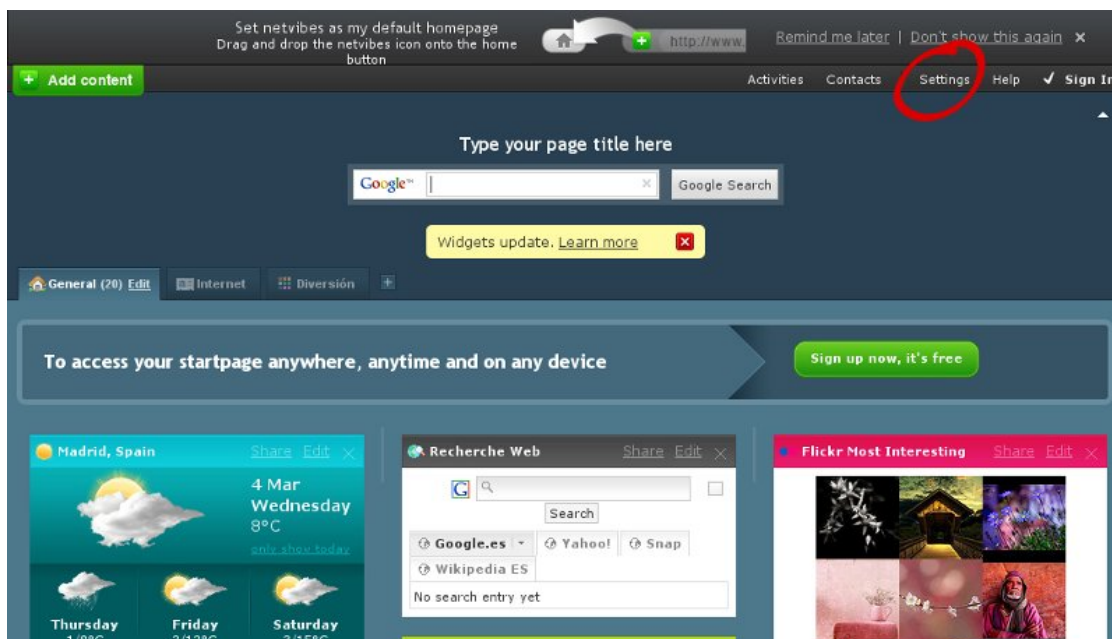 Set netvibes as my default homepage
Drag and drop the netvibes icon onto the home
button
http://www.
Remind me later | Don't show this again ×
+ Add content
Activities Contacts Settings Help ✓ Sign In
Type your page title here
Google™ × Google Search
Widgets update. Learn more
General (20) Edit Internet Diversión +
To access your startpage anywhere, anytime and on any device
Sign up now, it's free
Madrid, Spain Share Edit ×
4 Mar
Wednesday
8°C
only show today
Thursday Friday Saturday
Recherche Web Share Edit ×
G
Search
Google.es Yahoo! Snap
Wikipedia ES
No search entry yet
Flickr Most Interesting Share Edit ×